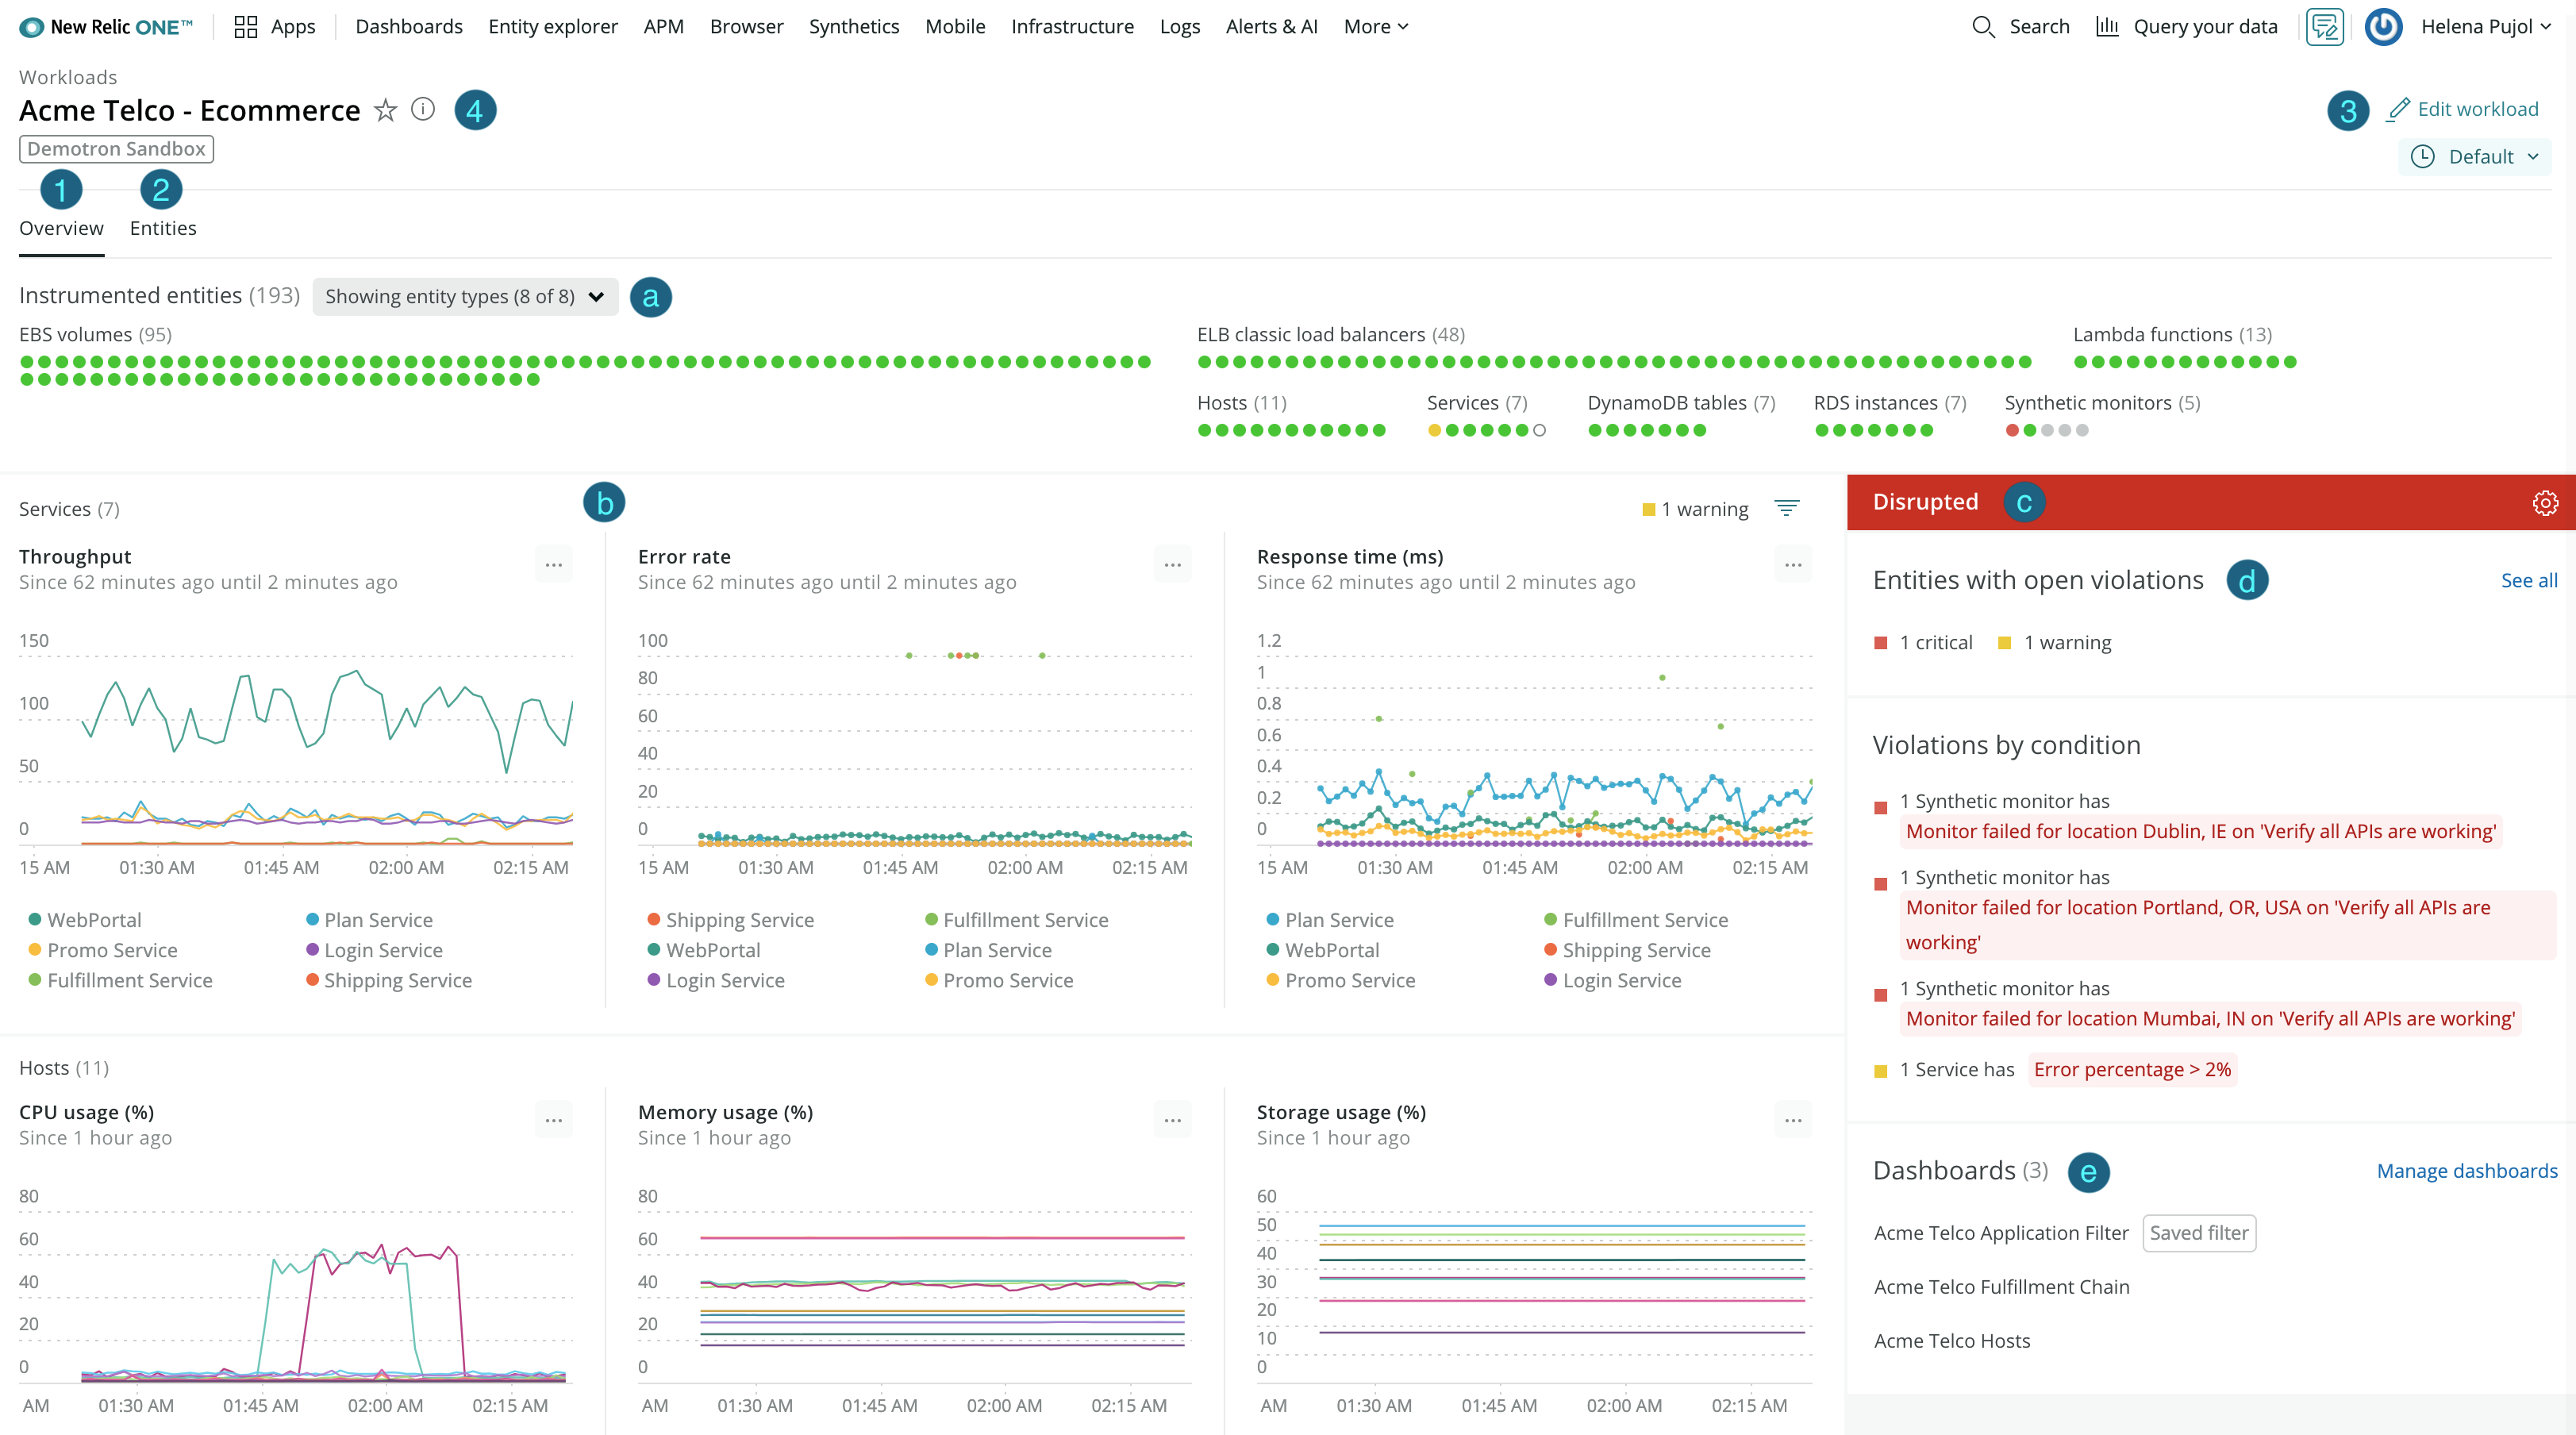 New Relic ONE™ Apps Dashboards Entity explorer APM Browser Synthetics Mobile Infrastructure Logs Alerts & AI More Search Query your data Helena Pujol
Workloads
Acme Telco - Ecommerce 4 3 Edit workload
Demotron Sandbox Default
1 2
Overview Entities
Instrumented entities (193) Showing entity types (8 of 8) a
EBS volumes (95) ELB classic load balancers (48) Lambda functions (13)
Hosts (11) Services (7) DynamoDB tables (7) RDS instances (7) Synthetic monitors (5)
Services (7) b 1 warning
Throughput
Since 62 minutes ago until 2 minutes ago
150
100
50
0
15 AM 01:30 AM 01:45 AM 02:00 AM 02:15 AM
WebPortal Plan Service
Promo Service Login Service
Fulfillment Service Shipping Service
Error rate
Since 62 minutes ago until 2 minutes ago
100
80
60
40
20
0
15 AM 01:30 AM 01:45 AM 02:00 AM 02:15 AM
Shipping Service Fulfillment Service
WebPortal Plan Service
Login Service Promo Service
Response time (ms)
Since 62 minutes ago until 2 minutes ago
1.2
1
0.8
0.6
0.4
0.2
0
15 AM 01:30 AM 01:45 AM 02:00 AM 02:15 AM
Plan Service Fulfillment Service
WebPortal Shipping Service
Promo Service Login Service
Hosts (11)
CPU usage (%)
Since 1 hour ago
80
60
40
20
0
AM 01:30 AM 01:45 AM 02:00 AM 02:15 AM
Memory usage (%)
Since 1 hour ago
80
60
40
20
0
AM 01:30 AM 01:45 AM 02:00 AM 02:15 AM
Storage usage (%)
Since 1 hour ago
60
50
40
30
20
10
0
AM 01:30 AM 01:45 AM 02:00 AM 02:15 AM
Disrupted c
Entities with open violations d See all
1 critical 1 warning
Violations by condition
1 Synthetic monitor has
Monitor failed for location Dublin, IE on 'Verify all APIs are working'
1 Synthetic monitor has
Monitor failed for location Portland, OR, USA on 'Verify all APIs are
working'
1 Synthetic monitor has
Monitor failed for location Mumbai, IN on 'Verify all APIs are working'
1 Service has Error percentage > 2%
Dashboards (3) e Manage dashboards
Acme Telco Application Filter Saved filter
Acme Telco Fulfillment Chain
Acme Telco Hosts